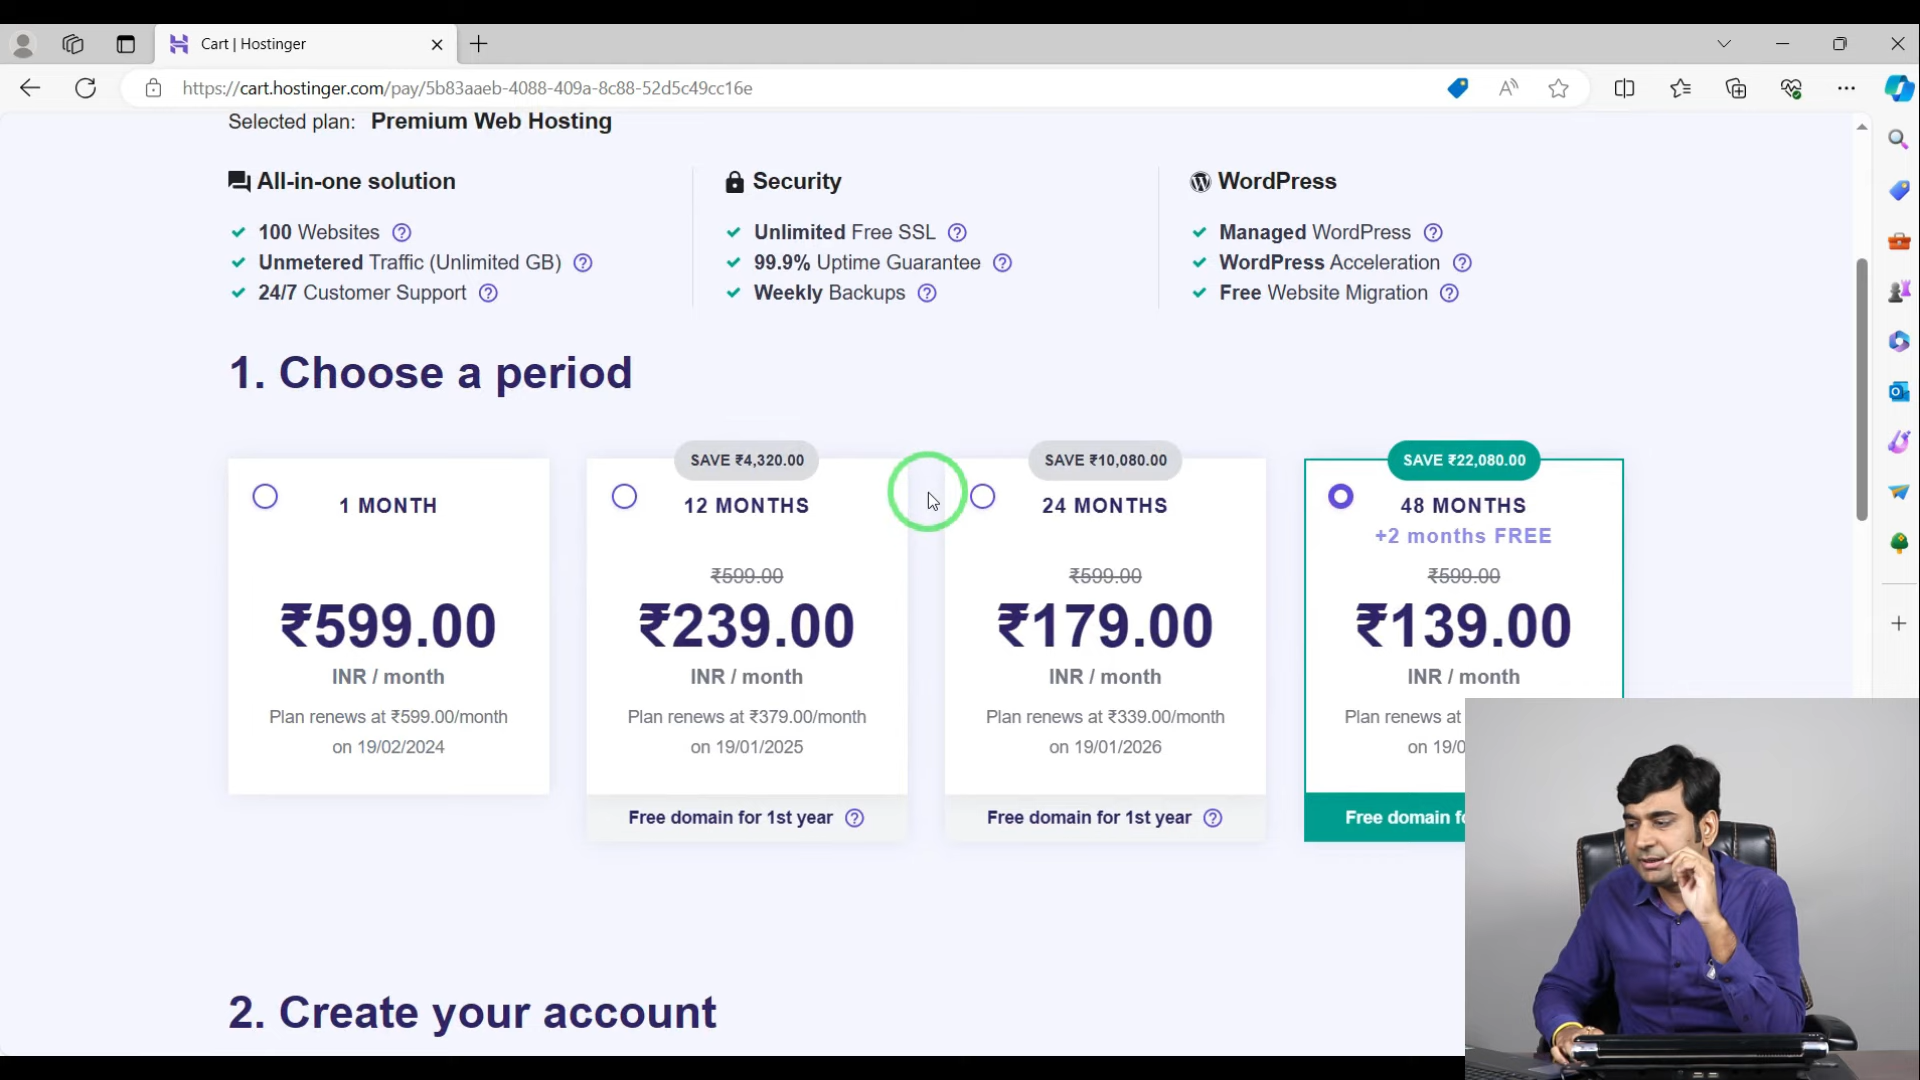 Cart | Hostinger
https://cart.hostinger.com/pay/5b83aaeb-4088-409a-8c88-52d5c49cc16e
Selected plan: Premium Web Hosting
All-in-one solution
100 Websites
Unmetered Traffic (Unlimited GB)
24/7 Customer Support
Security
Unlimited Free SSL
99.9% Uptime Guarantee
Weekly Backups
WordPress
Managed WordPress
WordPress Acceleration
Free Website Migration
1. Choose a period
1 MONTH
₹599.00
INR / month
Plan renews at ₹599.00/month
on 19/02/2024
SAVE ₹4,320.00
12 MONTHS
₹599.00
₹239.00
INR / month
Plan renews at ₹379.00/month
on 19/01/2025
Free domain for 1st year
SAVE ₹10,080.00
24 MONTHS
₹599.00
₹179.00
INR / month
Plan renews at ₹339.00/month
on 19/01/2026
Free domain for 1st year
SAVE ₹22,080.00
48 MONTHS
+2 months FREE
₹599.00
₹139.00
INR / month
Plan renews at
on 19/0
Free domain
2. Create your account